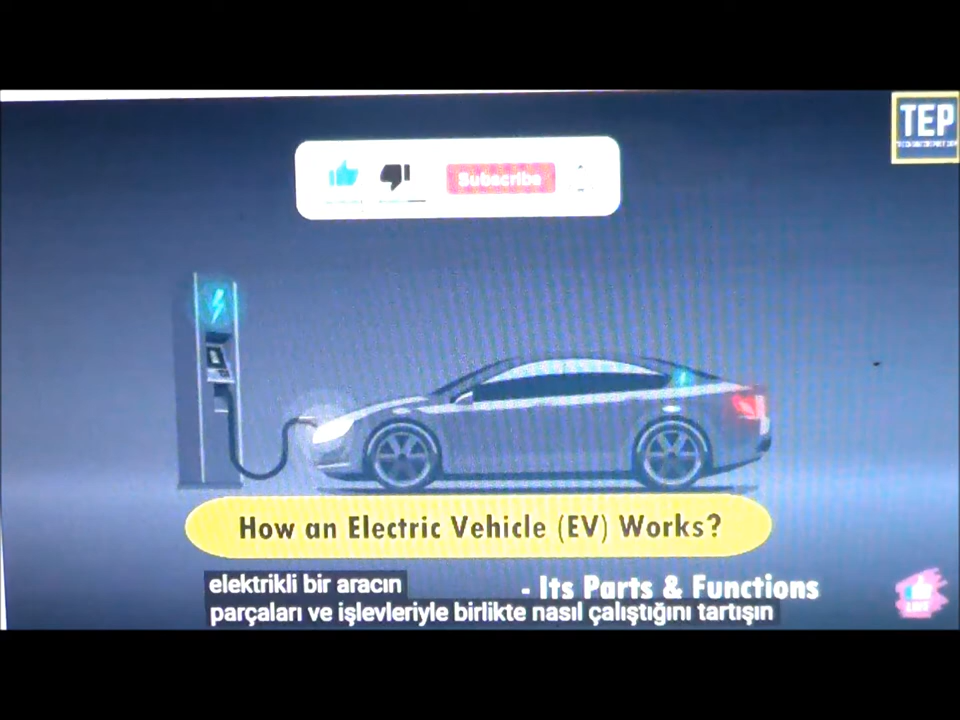 TEP
Subscribe
How an Electric Vehicle (EV) Works?
- Its Parts & Functions
elektrikli bir aracın
parçaları ve işlevleriyle birlikte nasıl çalıştığını tartışın